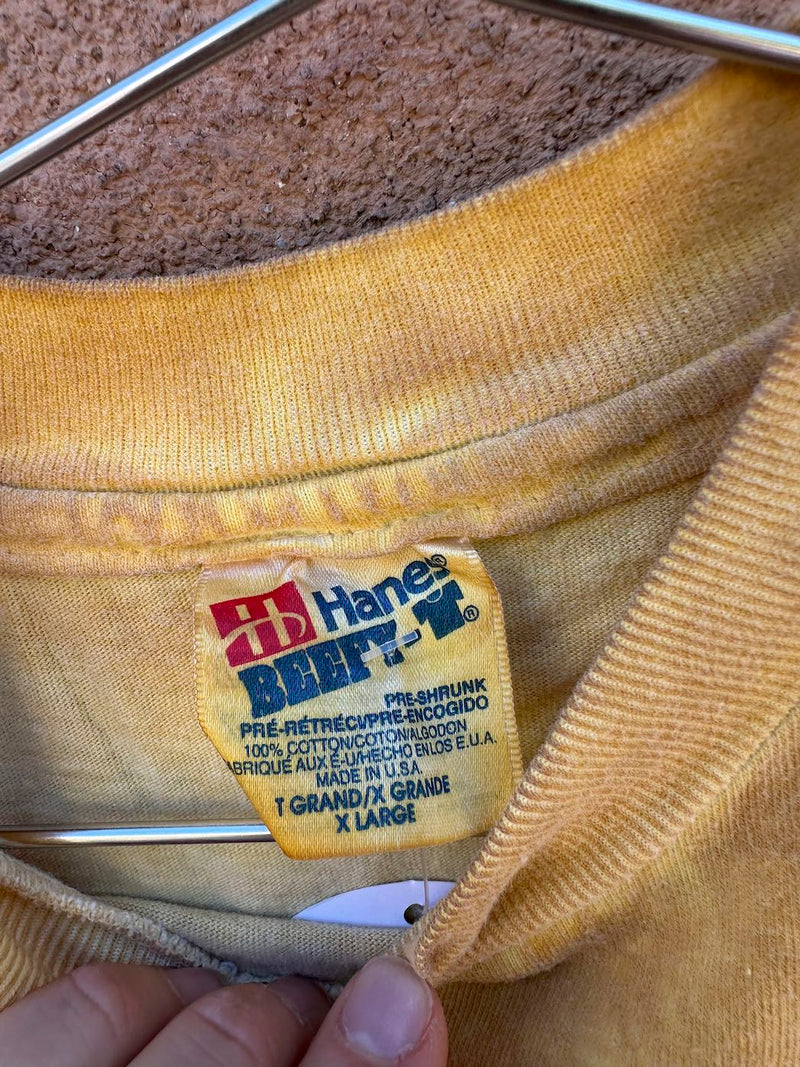 Hanes®
BEEFY-T®
PRE-SHRUNK
PRÉ-RÉTRÉCI/PRE-ENCOGIDO
100% COTTON/COTON/ALGODON
ABRIQUE AUX É-U/HECHO EN LOS E.U.A.
MADE IN U.S.A.
T GRAND/X GRANDE
X LARGE